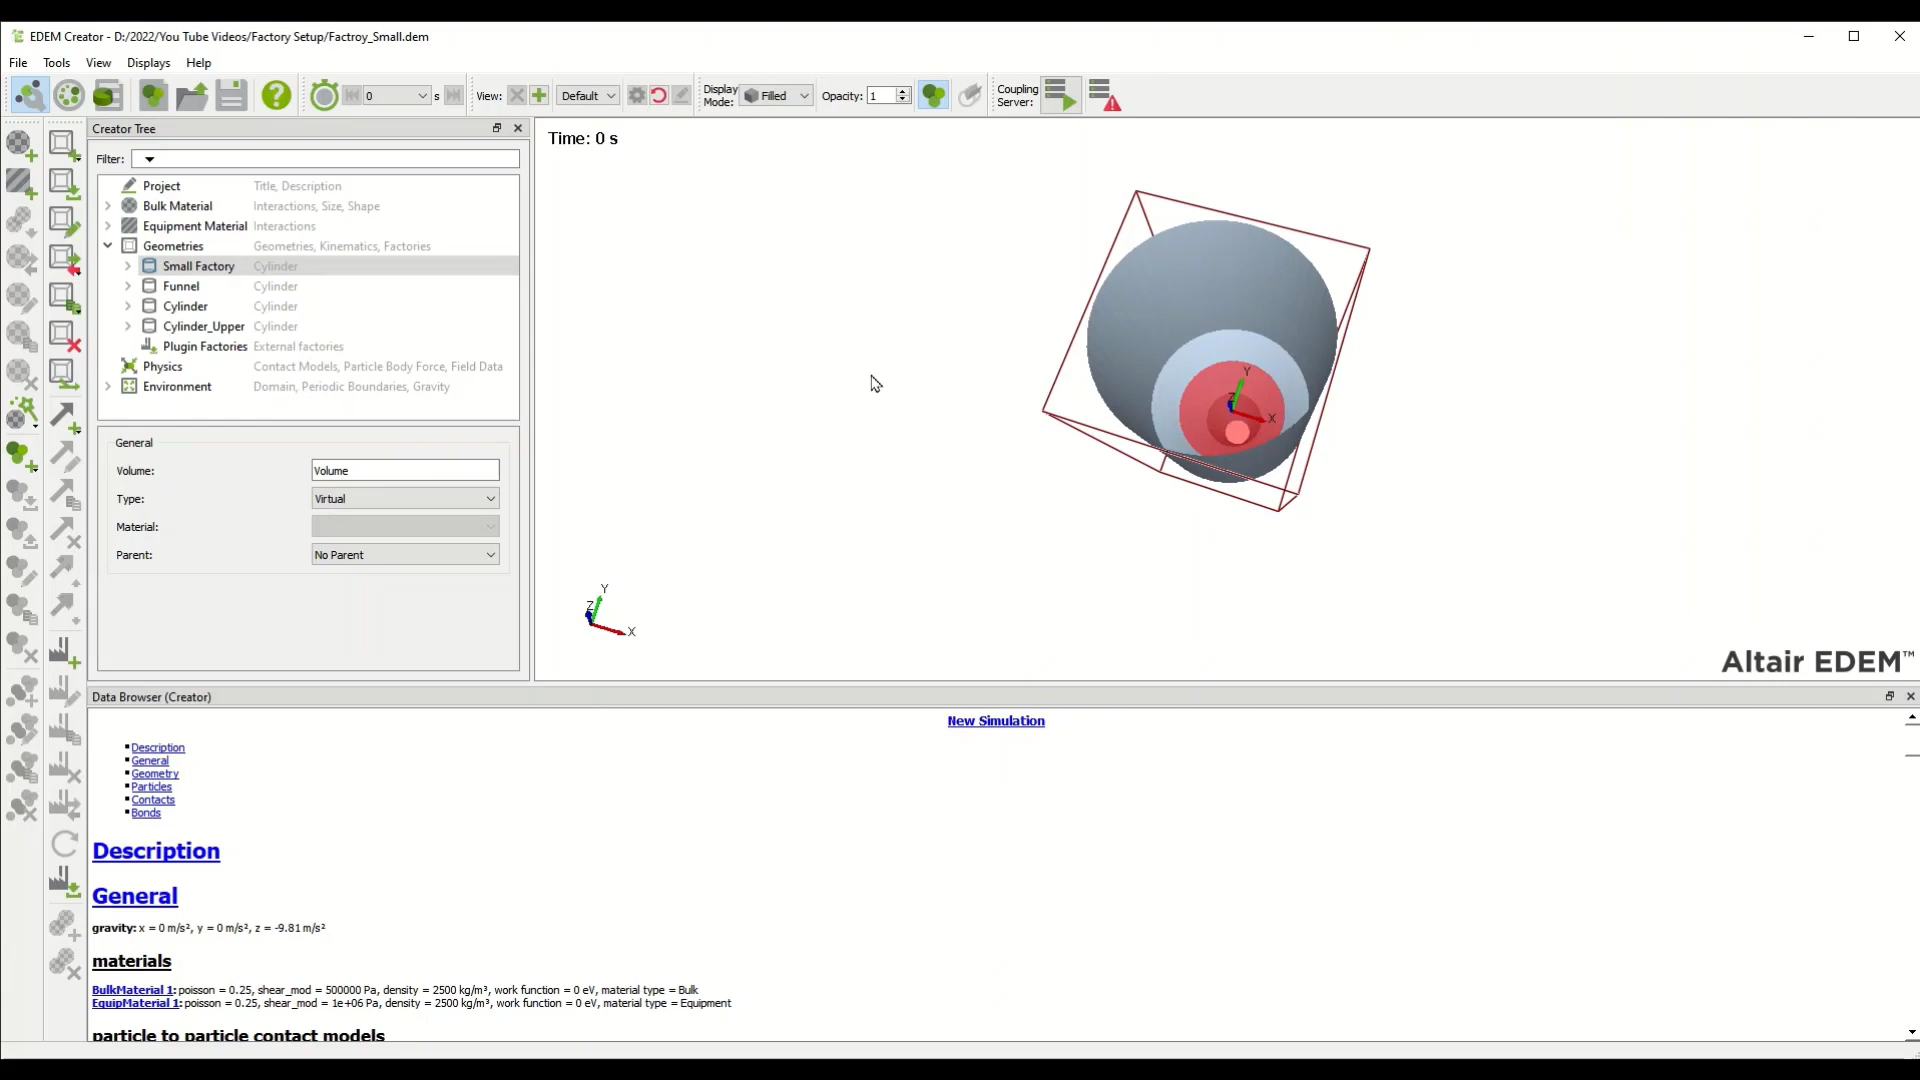 EDEM Creator - D:/2022/You Tube Videos/Factory Setup/Factroy_Small.dem
File Tools View Displays Help
0 s View: Default Display Mode: Filled Opacity: 1 Coupling Server:
Creator Tree
Filter:
Project Title, Description
Bulk Material Interactions, Size, Shape
Equipment Material Interactions
Geometries Geometries, Kinematics, Factories
Small Factory Cylinder
Funnel Cylinder
Cylinder Cylinder
Cylinder_Upper Cylinder
Plugin Factories External factories
Physics Contact Models, Particle Body Force, Field Data
Environment Domain, Periodic Boundaries, Gravity
General
Volume: Volume
Type: Virtual
Material:
Parent: No Parent
Time: 0 s
Y
Z
X
Y
Z
X
Altair EDEM™
Data Browser (Creator)
New Simulation
Description
General
Geometry
Particles
Contacts
Bonds
Description
General
gravity: x = 0 m/s², y = 0 m/s², z = -9.81 m/s²
materials
BulkMaterial 1: poisson = 0.25, shear_mod = 500000 Pa, density = 2500 kg/m³, work function = 0 eV, material type = Bulk
EquipMaterial 1: poisson = 0.25, shear_mod = 1e+06 Pa, density = 2500 kg/m³, work function = 0 eV, material type = Equipment
particle to particle contact models